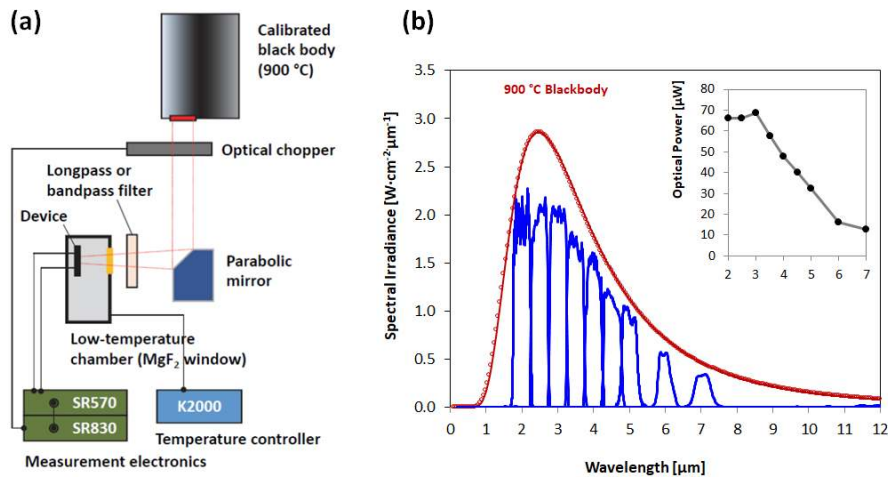 (a)
Calibrated
black body
(900 °C)
Optical chopper
Longpass or
bandpass filter
Device
Parabolic
mirror
Low-temperature
chamber (MgF₂ window)
SR570
SR830
K2000
Temperature controller
Measurement electronics
(b)
900 °C Blackbody
Spectral Irradiance [W·cm⁻²·µm⁻¹]
3.5
3.0
2.5
2.0
1.5
1.0
0.5
0.0
0 1 2 3 4 5 6 7 8 9 10 11 12
Wavelength [µm]
Optical Power [µW]
80
70
60
50
40
30
20
10
0
2 3 4 5 6 7